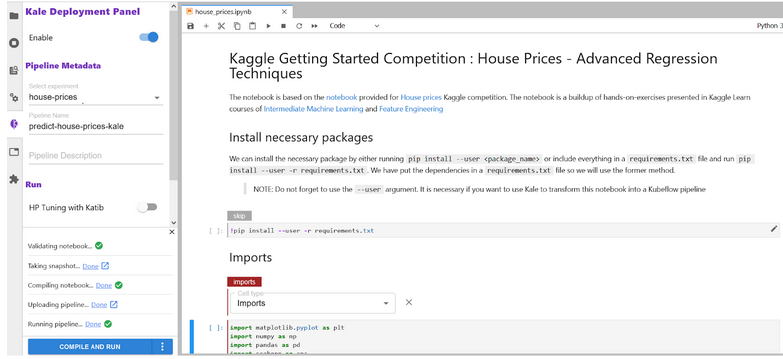 Kale Deployment Panel
Enable
Pipeline Metadata
Select experiment
house-prices
Pipeline Name
predict-house-prices-kale
Pipeline Description
Run
HP Tuning with Katib
Validating notebook...
Taking snapshot... Done
Compiling notebook... Done
Uploading pipeline... Done
Running pipeline... Done
COMPILE AND RUN
house_prices.ipynb
Code
Python 3
Kaggle Getting Started Competition : House Prices - Advanced Regression
Techniques
The notebook is based on the notebook provided for House prices Kaggle competition. The notebook is a buildup of hands-on-exercises presented in Kaggle Learn
courses of Intermediate Machine Learning and Feature Engineering
Install necessary packages
We can install the necessary package by either running pip install --user <package_name> or include everything in a requirements.txt file and run pip
install --user -r requirements.txt. We have put the dependencies in a requirements.txt file so we will use the former method.
NOTE: Do not forget to use the --user argument. It is necessary if you want to use Kale to transform this notebook into a Kubeflow pipeline
skip
[ ]: !pip install --user -r requirements.txt
Imports
imports
Cell type
Imports
[ ]: import matplotlib.pyplot as plt
import numpy as np
import pandas as pd